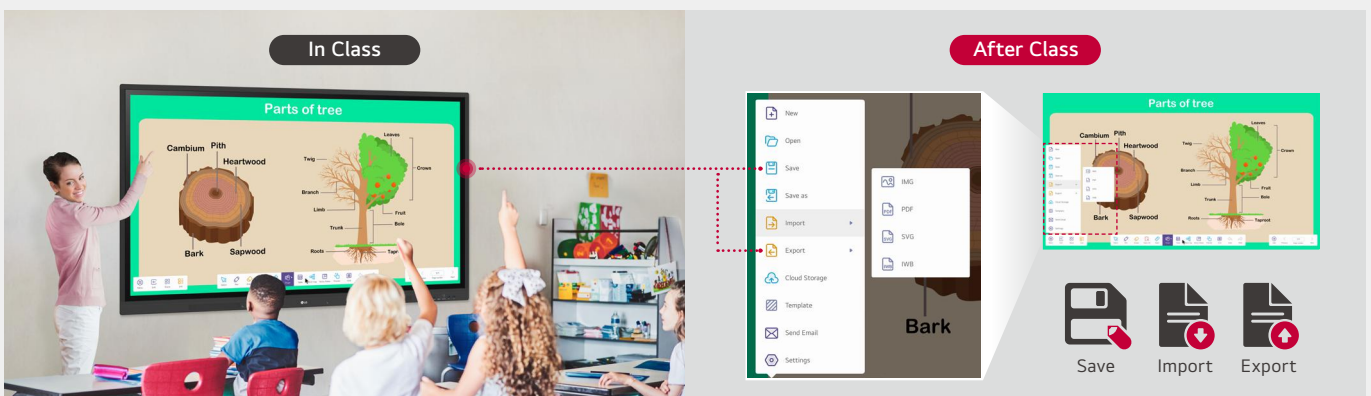 In Class
Parts of tree
Cambium
Pith
Heartwood
Bark
Sapwood
Leaves
Twig
Crown
Branch
Limb
Fruit
Trunk
Bole
Roots
LG
After Class
New
Open
Save
Save as
Import
Export
Cloud Storage
Template
Send Email
Settings
IMG
PDF
SVG
IWB
Bark
Parts of tree
Cambium
Pith
Heartwood
Bark
Sapwood
Leaves
Twig
Crown
Branch
Limb
Fruit
Trunk
Bole
Roots
Taproot
Save
Import
Export